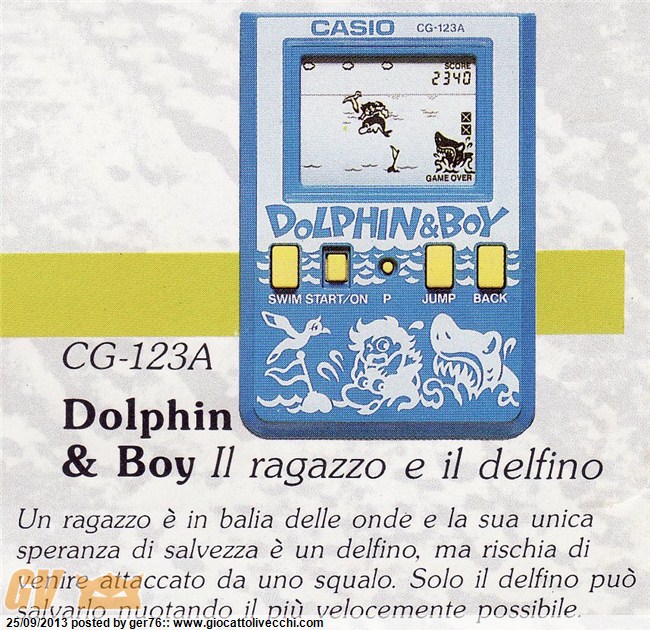 CASIO CG-123A
SCORE
2340
GAME OVER
DOLPHIN & BOY
SWIM START/ON P JUMP BACK
CG-123A
Dolphin
& Boy Il ragazzo e il delfino
Un ragazzo è in balia delle onde e la sua unica
speranza di salvezza è un delfino, ma rischia di
venire attaccato da uno squalo. Solo il delfino può
salvarlo nuotando il più velocemente possibile.
GV
25/09/2013 posted by ger76:: www.giocattolivecchi.com